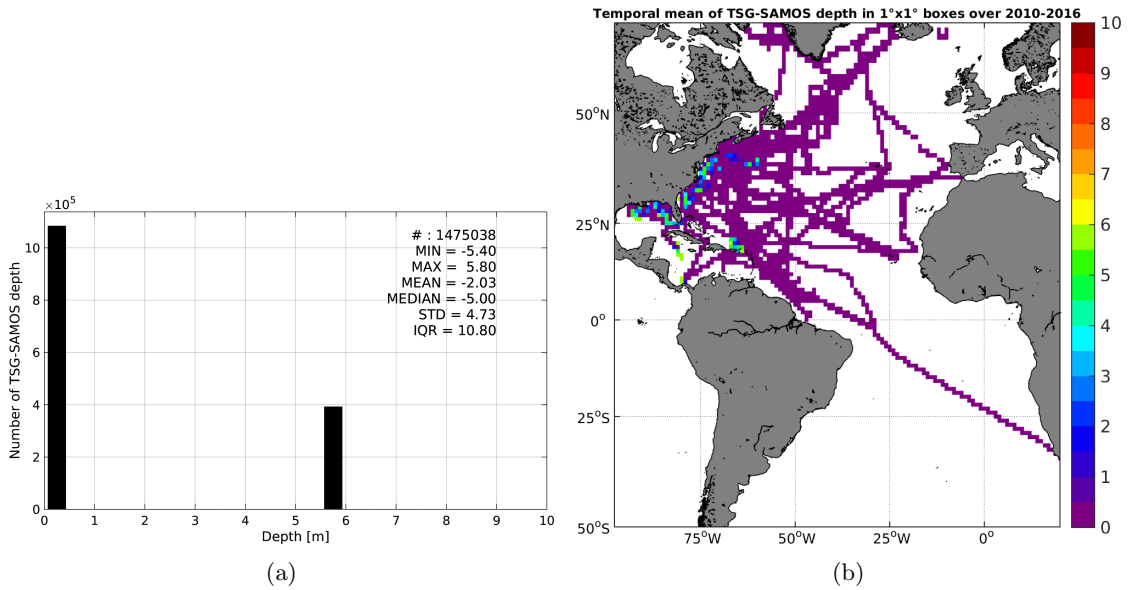 Temporal mean of TSG-SAMOS depth in 1°x1° boxes over 2010-2016
×10⁵
# : 1475038
MIN = -5.40
MAX = 5.80
MEAN = -2.03
MEDIAN = -5.00
STD = 4.73
IQR = 10.80
Number of TSG-SAMOS depth
10
8
6
4
2
0
0 1 2 3 4 5 6 7 8 9 10
Depth [m]
(a)
50°N
25°N
0°
25°S
50°S
75°W 50°W 25°W 0°
10
9
8
7
6
5
4
3
2
1
0
(b)